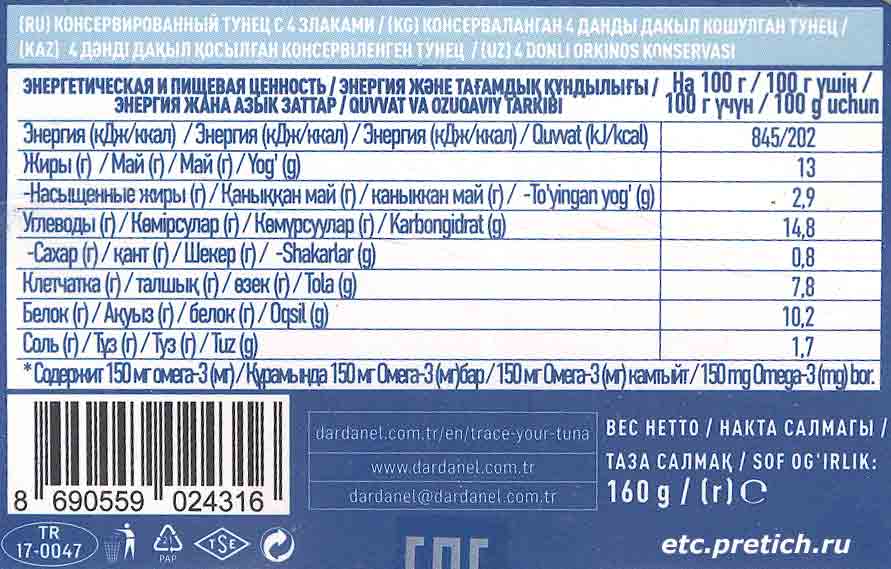 (RU) КОНСЕРВИРОВАННЫЙ ТУНЕЦ С 4 ЗЛАКАМИ / (KG) КОНСЕРВАЛАНГАН 4 ДАНДЫ ДАКЫЛ КОШУЛГАН ТУНЕЦ /
(KAZ) 4 ДӘНДІ ДАҚЫЛ ҚОСЫЛҒАН КОНСЕРВІЛЕНГЕН ТУНЕЦ / (UZ) 4 DONLI ORKINOS KONSERVASI
ЭНЕРГЕТИЧЕСКАЯ И ПИЩЕВАЯ ЦЕННОСТЬ / ЭНЕРГИЯ ЖӘНЕ ТАҒАМДЫҚ ҚҰНДЫЛЫҒЫ /
ЭНЕРГИЯ ЖАНА АЗЫК ЗАТТАР / QUVVAT VA OZUQAVIY TARKIBI
На 100 г / 100 г үшін /
100 г үчүн / 100 g uchun
Энергия (кДж/ккал) / Энергия (кДж/ккал) / Энергия (кДж/ккал) / Quvvat (kJ/kcal) 845/202
Жиры (г) / Май (г) / Май (г) / Yog' (g) 13
-Насыщенные жиры (г) / Қаныққан май (г) / каныккан май (г) / -To'yingan yog' (g) 2,9
Углеводы (г) / Көмірсулар (г) / Көмүрсуулар (г) / Karbongidrat (g) 14,8
-Сахар (г) / қант (г) / Шекер (г) / -Shakarlar (g) 0,8
Клетчатка (г) / талшық (г) / өзек (г) / Tola (g) 7,8
Белок (г) / Ақуыз (г) / белок (г) / Oqsil (g) 10,2
Соль (г) / Тұз (г) / Туз (г) / Tuz (g) 1,7
*Содержит 150 мг омега-3 (мг) / Құрамында 150 мг Омега-3 (мг)бар / 150 мг Омега-3 (мг) камтыйт / 150 mg Omega-3 (mg) bor.
8 690559 024316
dardanel.com.tr/en/trace-your-tuna
www.dardanel.com.tr
dardanel@dardanel.com.tr
ВЕС НЕТТО / НАКТА САЛМАГЫ /
ТАЗА САЛМАҚ / SOF OG'IRLIK:
160 g / (г) ℮
TR
17-0047
21
PAP
TSE
EAC
etc.pretich.ru